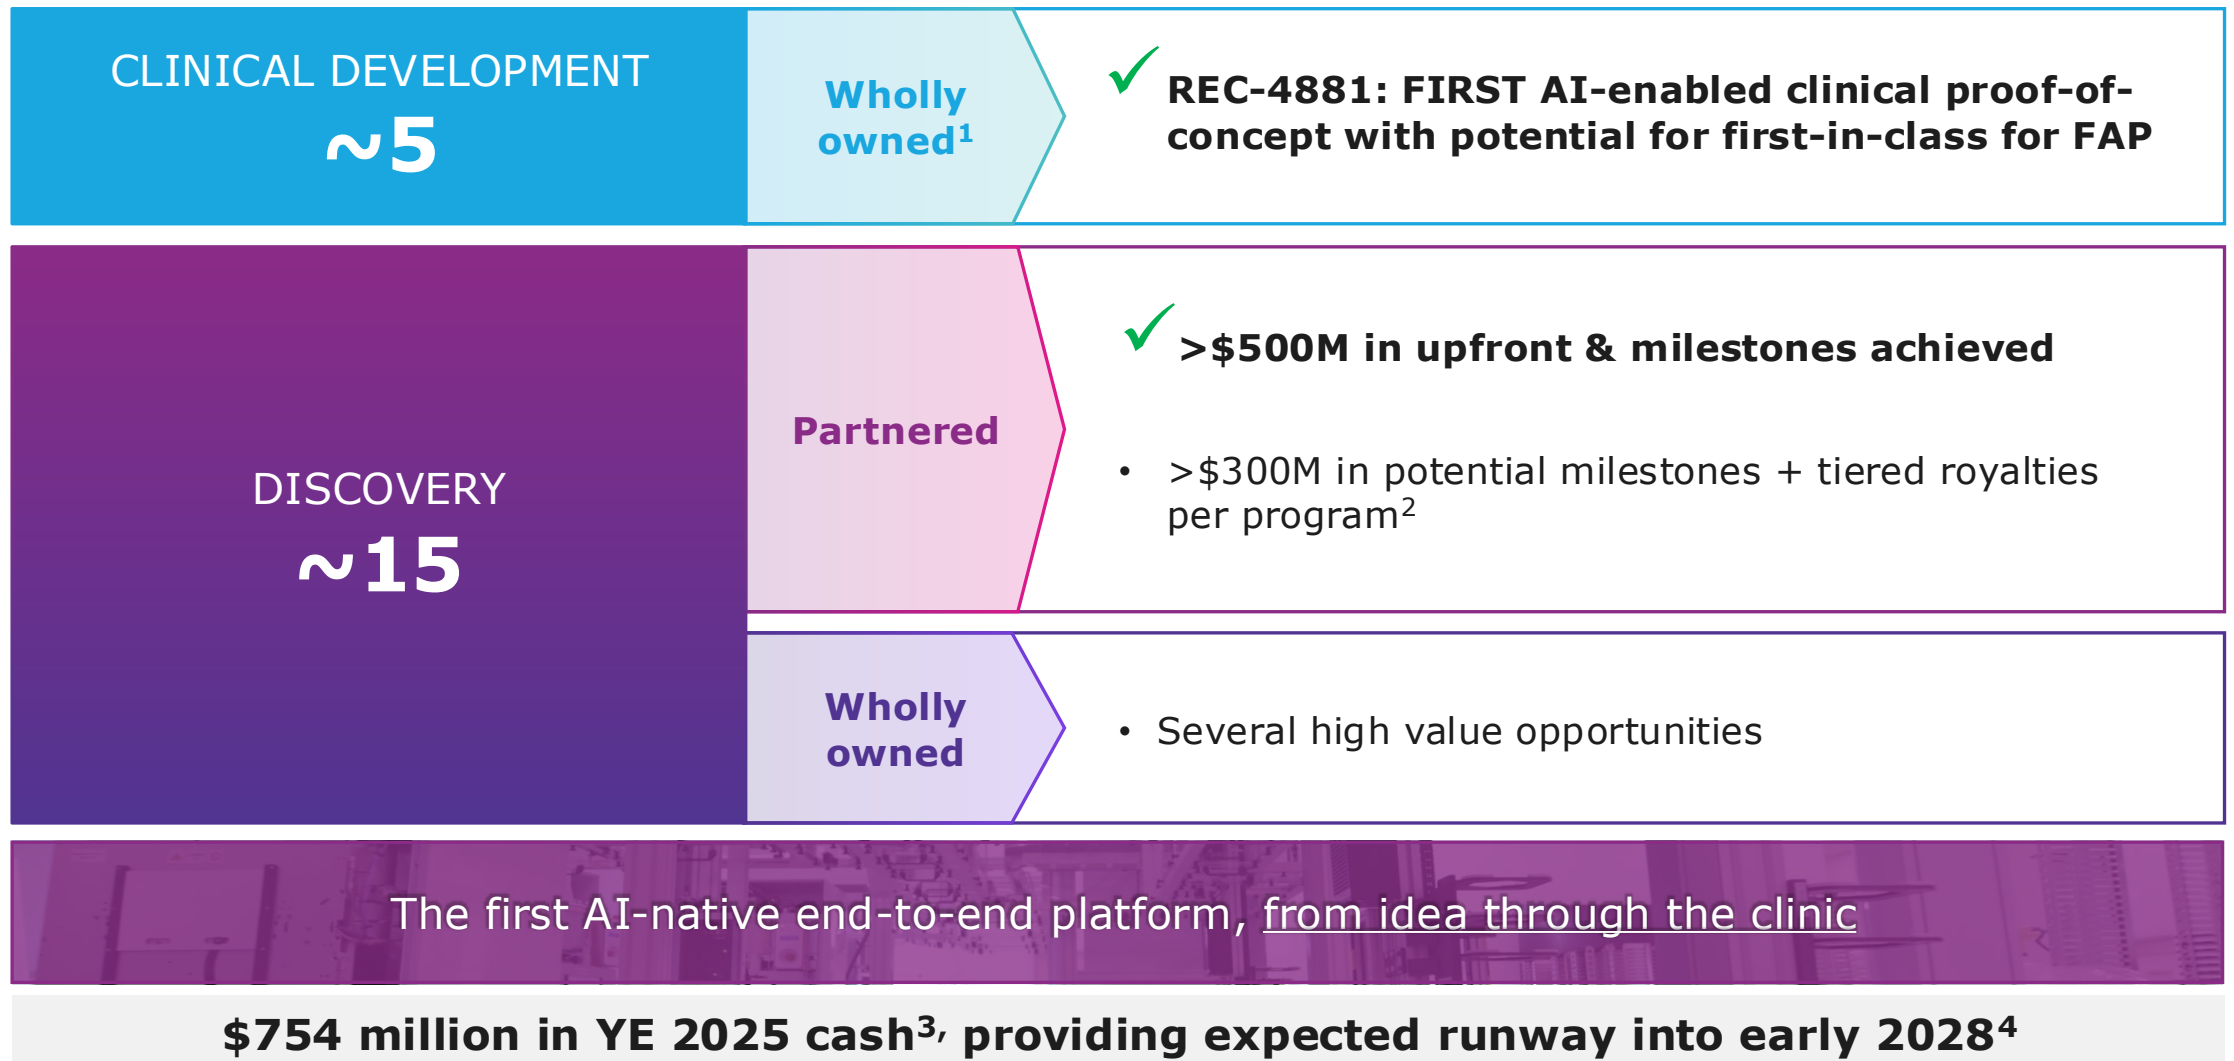 CLINICAL DEVELOPMENT
~5
Wholly
owned¹
✓ REC-4881: FIRST AI-enabled clinical proof-of-
concept with potential for first-in-class for FAP
DISCOVERY
~15
Partnered
✓ >$500M in upfront & milestones achieved
• >$300M in potential milestones + tiered royalties
per program²
Wholly
owned
• Several high value opportunities
The first AI-native end-to-end platform, from idea through the clinic
$754 million in YE 2025 cash³, providing expected runway into early 2028⁴